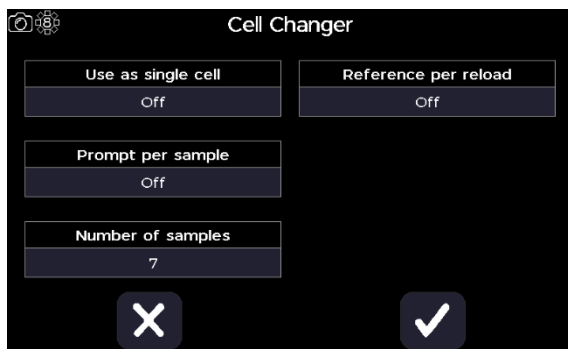 8
Cell Changer
Use as single cell
Off
Reference per reload
Off
Prompt per sample
Off
Number of samples
7